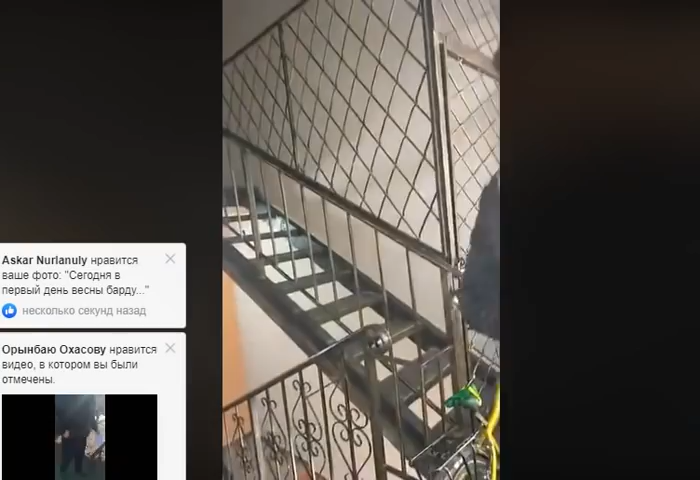 Askar Nurlanuly нравится
ваше фото: "Сегодня в
первый день весны барду..."
несколько секунд назад
Орынбаю Охасову нравится
видео, в котором вы были
отмечены.